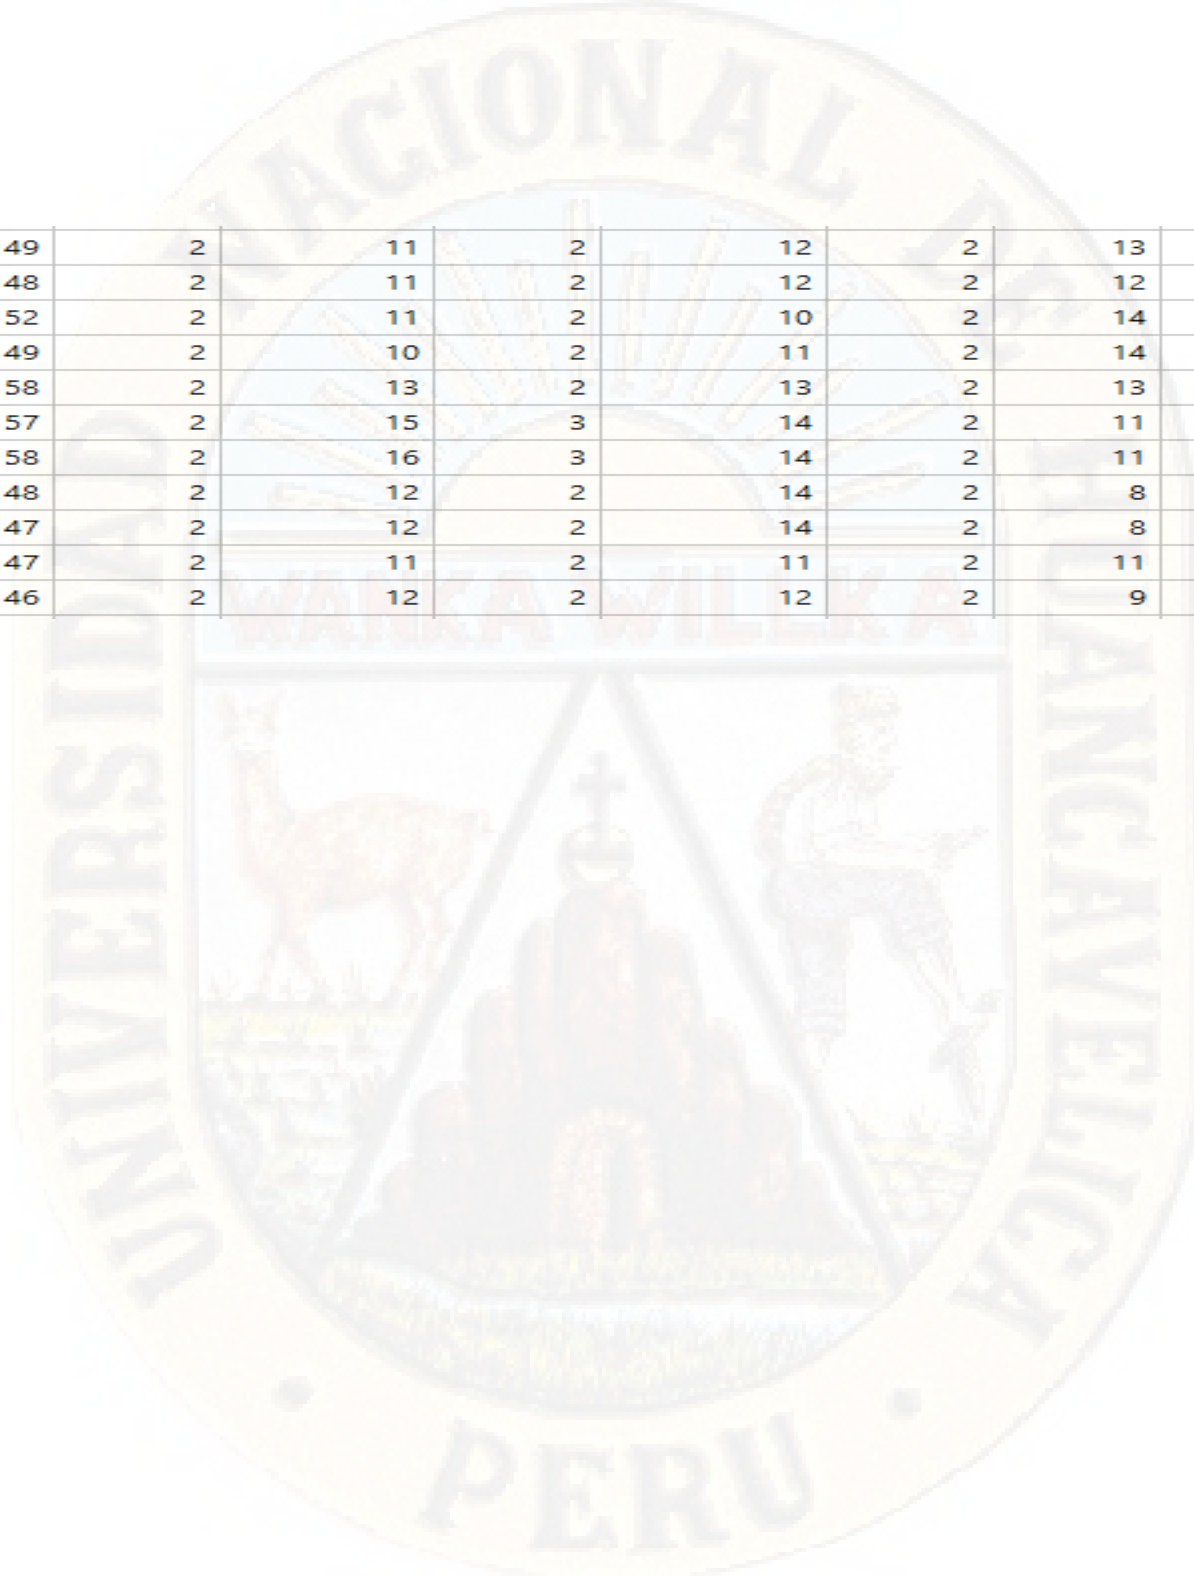 UNIVERSIDAD NACIONAL DE HUANCAVELICA
49 2 11 2 12 2 13
48 2 11 2 12 2 12
52 2 11 2 10 2 14
49 2 10 2 11 2 14
58 2 13 2 13 2 13
57 2 15 3 14 2 11
58 2 16 3 14 2 11
48 2 12 2 14 2 8
47 2 12 2 14 2 8
47 2 11 2 11 2 11
46 2 12 2 12 2 9
WANKA WILLKA
PERU